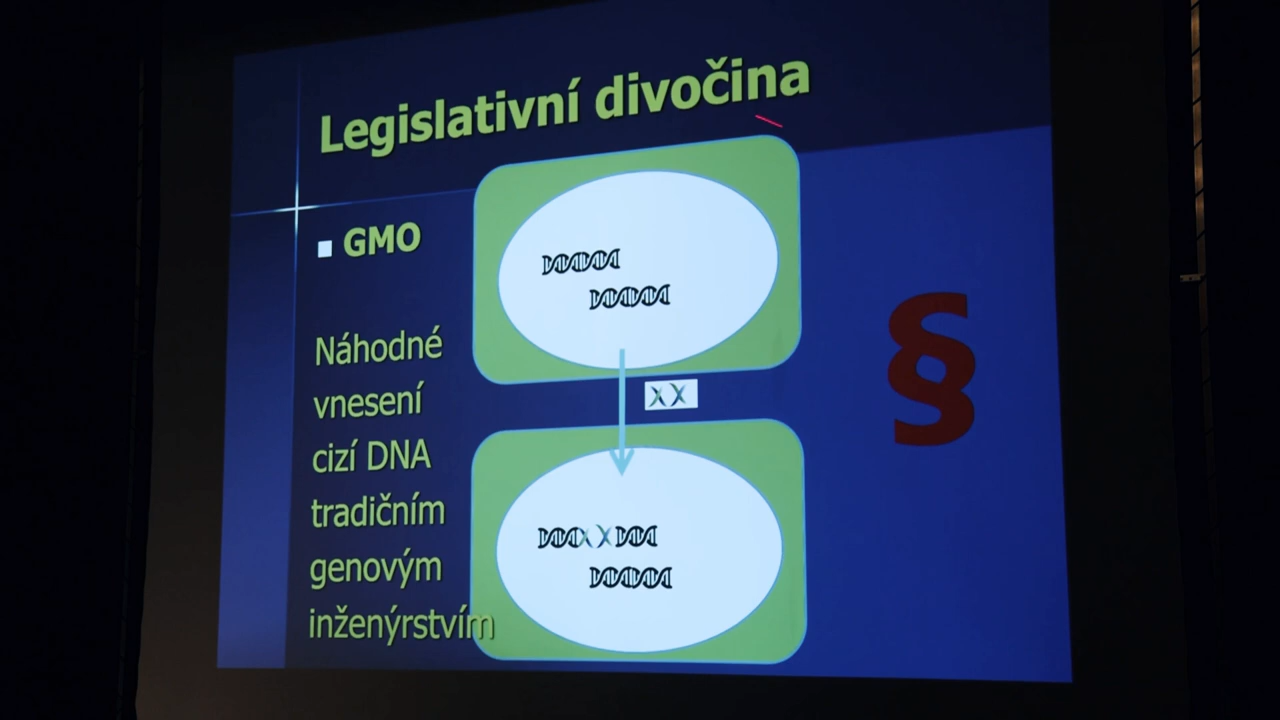 Legislativní divočina
GMO
Náhodné
vnesení
cizí DNA
tradičním
genovým
inženýrstvím
§